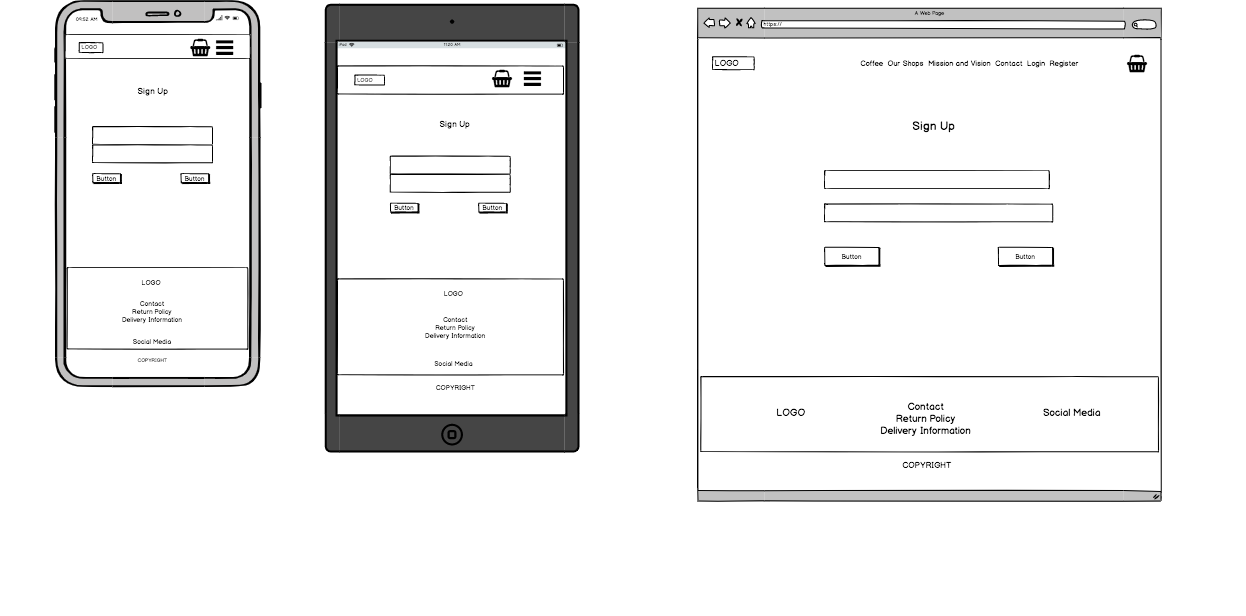 09:52 AM
LOGO
Sign Up
Button Button
LOGO
Contact
Return Policy
Delivery Information
Social Media
COPYRIGHT
iPad 11:20 AM
LOGO
Sign Up
Button Button
LOGO
Contact
Return Policy
Delivery Information
Social Media
COPYRIGHT
A Web Page
https://
LOGO Coffee Our Shops Mission and Vision Contact Login Register
Sign Up
Button Button
LOGO
Contact
Return Policy
Delivery Information
Social Media
COPYRIGHT